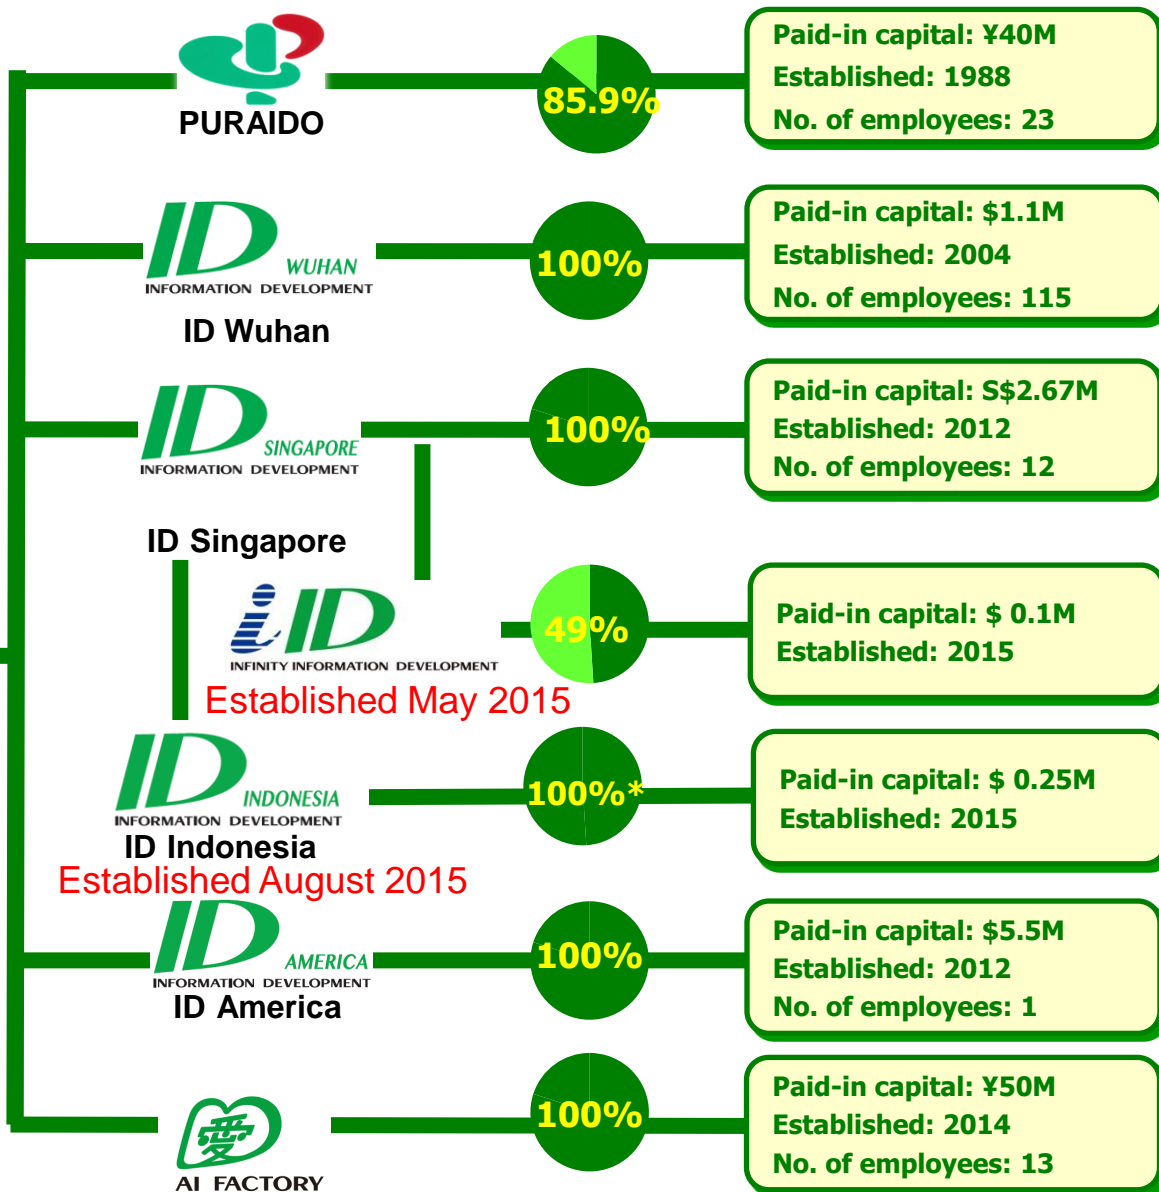 PURAIDO
85.9%
Paid-in capital: ¥40M
Established: 1988
No. of employees: 23
ID WUHAN
INFORMATION DEVELOPMENT
ID Wuhan
100%
Paid-in capital: $1.1M
Established: 2004
No. of employees: 115
ID SINGAPORE
INFORMATION DEVELOPMENT
ID Singapore
100%
Paid-in capital: S$2.67M
Established: 2012
No. of employees: 12
i ID
INFINITY INFORMATION DEVELOPMENT
Established May 2015
49%
Paid-in capital: $ 0.1M
Established: 2015
ID INDONESIA
INFORMATION DEVELOPMENT
ID Indonesia
Established August 2015
100%*
Paid-in capital: $ 0.25M
Established: 2015
ID AMERICA
INFORMATION DEVELOPMENT
ID America
100%
Paid-in capital: $5.5M
Established: 2012
No. of employees: 1
愛
AI FACTORY
100%
Paid-in capital: ¥50M
Established: 2014
No. of employees: 13